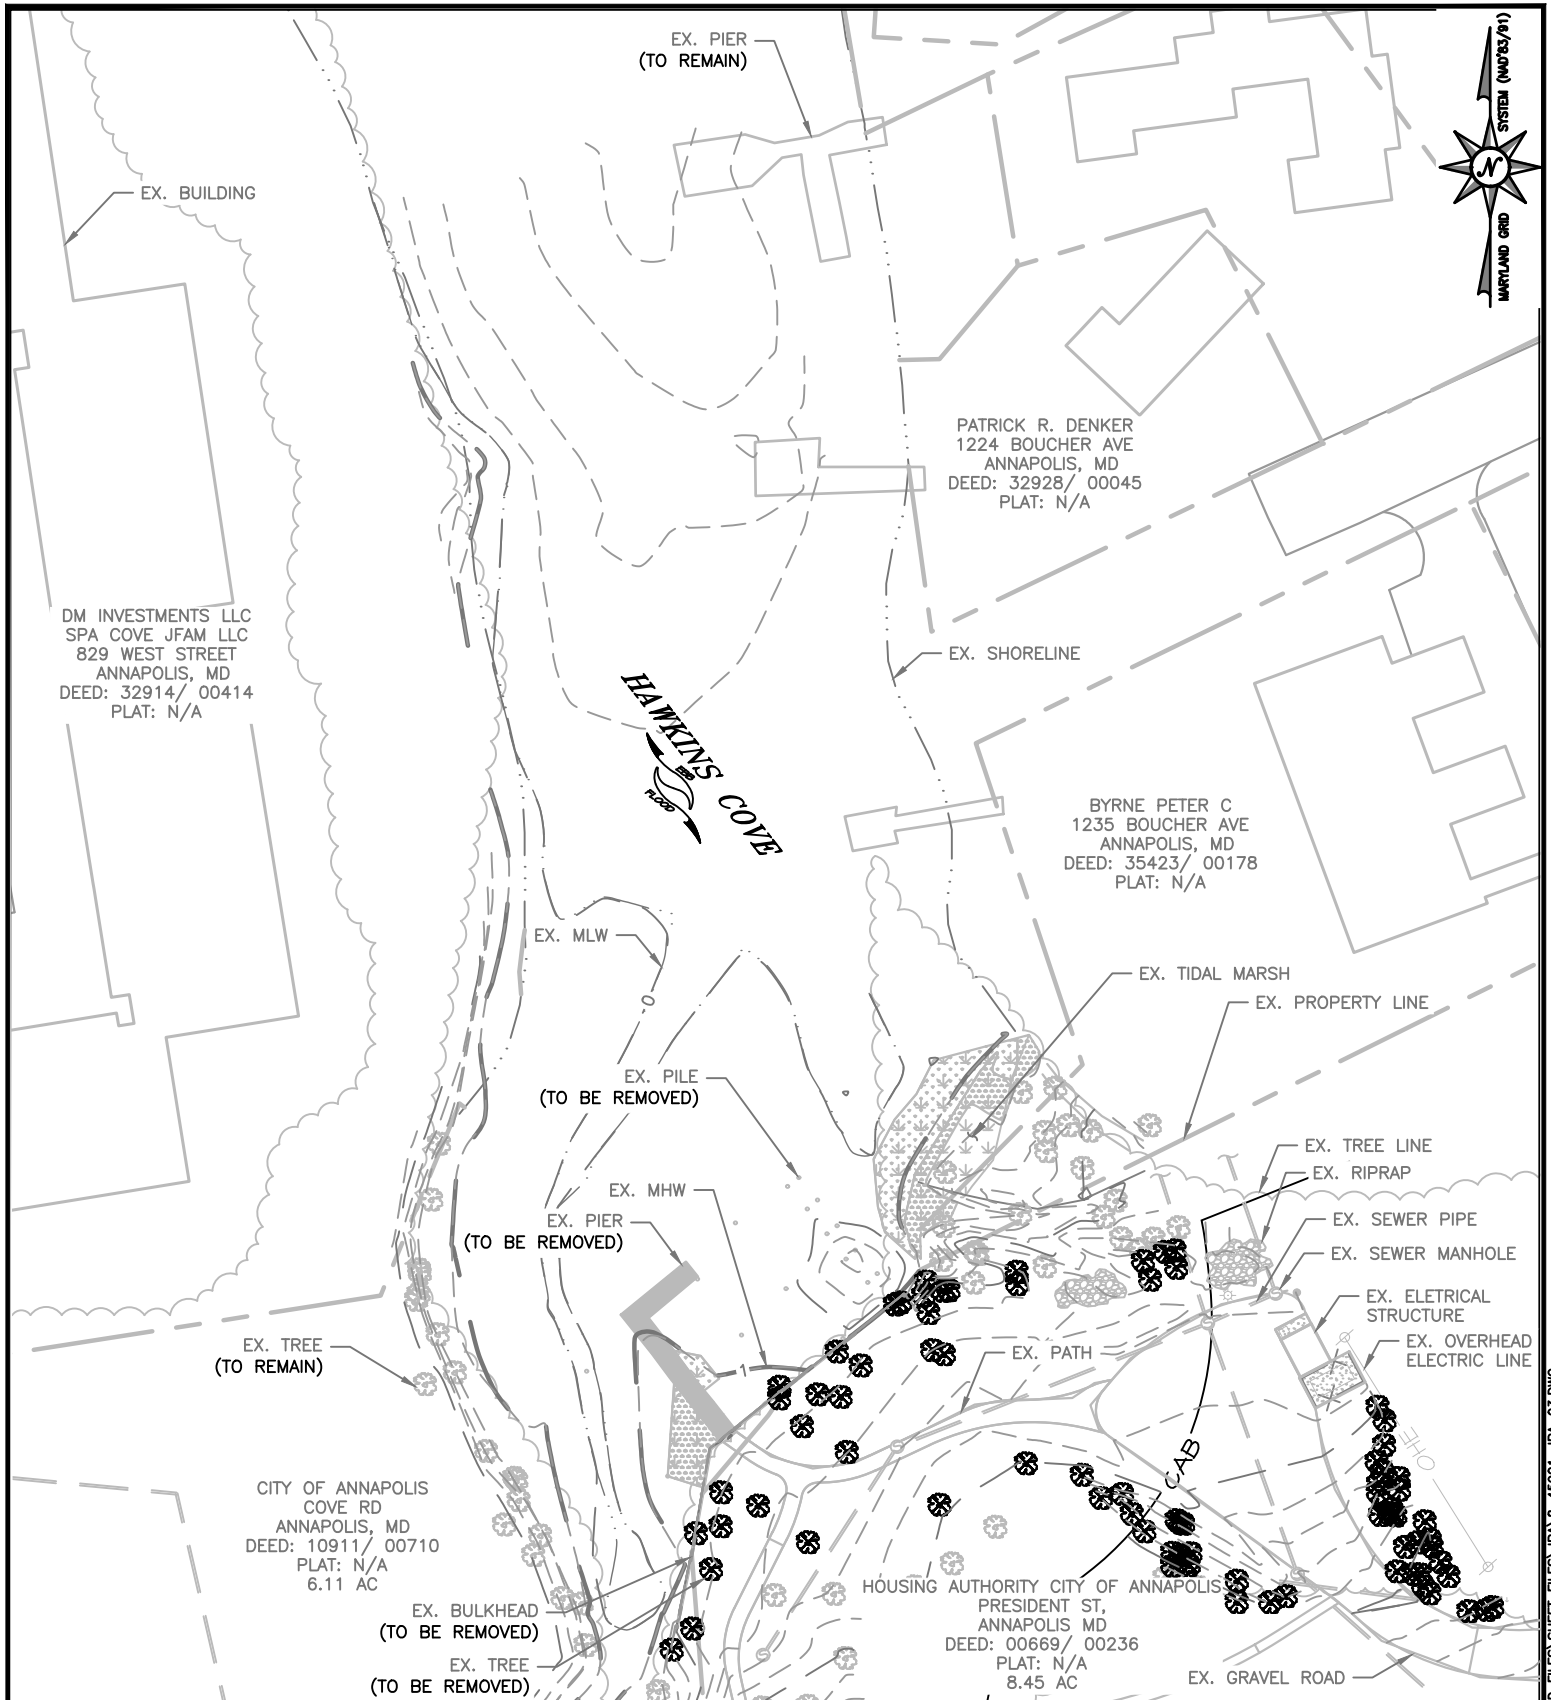 EX. PIER
(TO REMAIN)
SYSTEM (NAD'83/91)
N
MARYLAND GRID
EX. BUILDING
PATRICK R. DENKER
1224 BOUCHER AVE
ANNAPOLIS, MD
DEED: 32928/ 00045
PLAT: N/A
DM INVESTMENTS LLC
SPA COVE JFAM LLC
829 WEST STREET
ANNAPOLIS, MD
DEED: 32914/ 00414
PLAT: N/A
EX. SHORELINE
HAWKINS COVE
EBB
FLOOD
BYRNE PETER C
1235 BOUCHER AVE
ANNAPOLIS, MD
DEED: 35423/ 00178
PLAT: N/A
EX. MLW
0
EX. TIDAL MARSH
EX. PROPERTY LINE
EX. PILE
(TO BE REMOVED)
EX. TREE LINE
EX. RIPRAP
EX. MHW
EX. PIER
(TO BE REMOVED)
EX. SEWER PIPE
EX. SEWER MANHOLE
EX. ELETRICAL
STRUCTURE
EX. OVERHEAD
ELECTRIC LINE
EX. TREE
(TO REMAIN)
1
EX. PATH
S
S
S
OHE
CAB
CITY OF ANNAPOLIS
COVE RD
ANNAPOLIS, MD
DEED: 10911/ 00710
PLAT: N/A
6.11 AC
HOUSING AUTHORITY CITY OF ANNAPOLIS
PRESIDENT ST,
ANNAPOLIS MD
DEED: 00669/ 00236
PLAT: N/A
8.45 AC
EX. BULKHEAD
(TO BE REMOVED)
EX. TREE
(TO BE REMOVED)
S
EX. GRAVEL ROAD